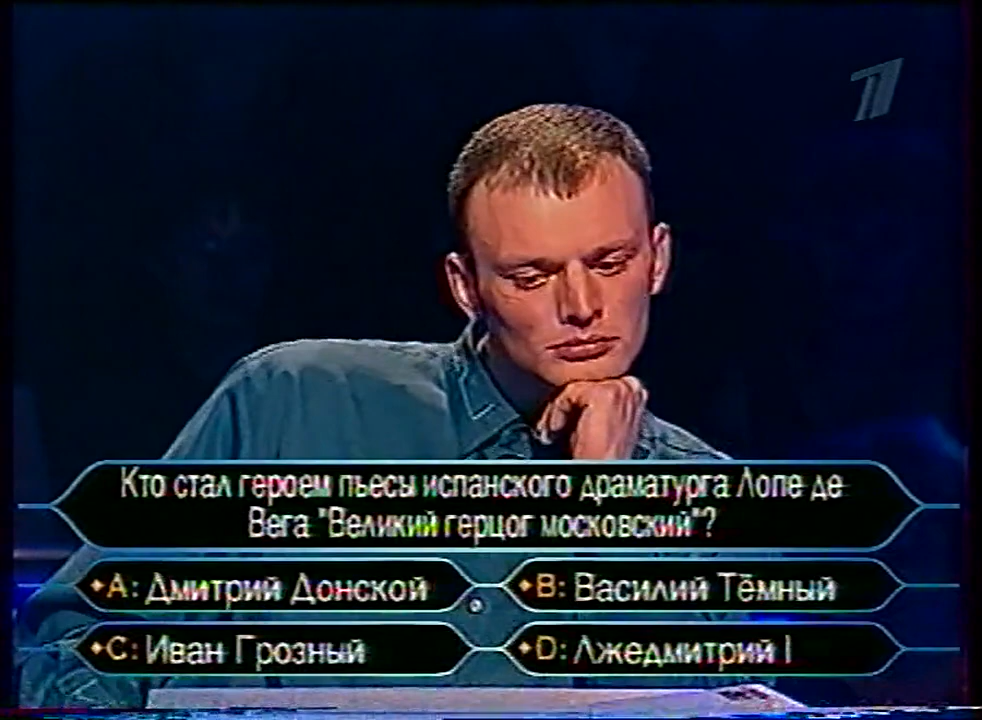 1
Кто стал героем пьесы испанского драматурга Лопе де
Вега "Великий герцог московский"?
A: Дмитрий Донской
B: Василий Тёмный
C: Иван Грозный
D: Лжедмитрий I